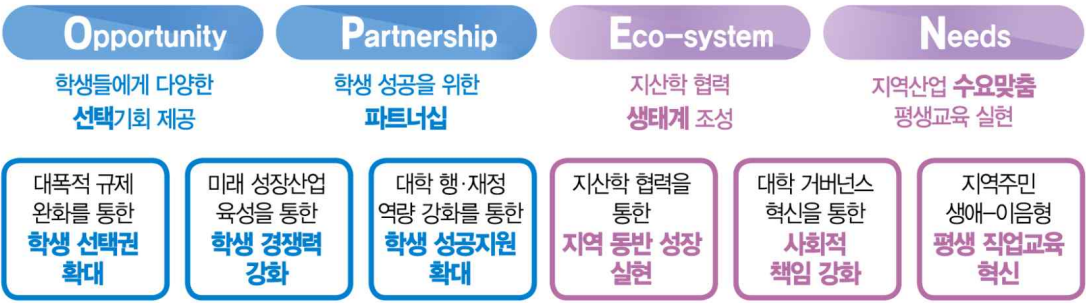 Opportunity
Partnership
Eco-system
Needs
학생들에게 다양한
선택기회 제공
학생 성공을 위한
파트너십
지산학 협력
생태계 조성
지역산업 수요맞춤
평생교육 실현
대폭적 규제
완화를 통한
학생 선택권
확대
미래 성장산업
육성을 통한
학생 경쟁력
강화
대학 행·재정
역량 강화를 통한
학생 성공지원
확대
지산학 협력을
통한
지역 동반 성장
실현
대학 거버넌스
혁신을 통한
사회적
책임 강화
지역주민
생애-이음형
평생 직업교육
혁신